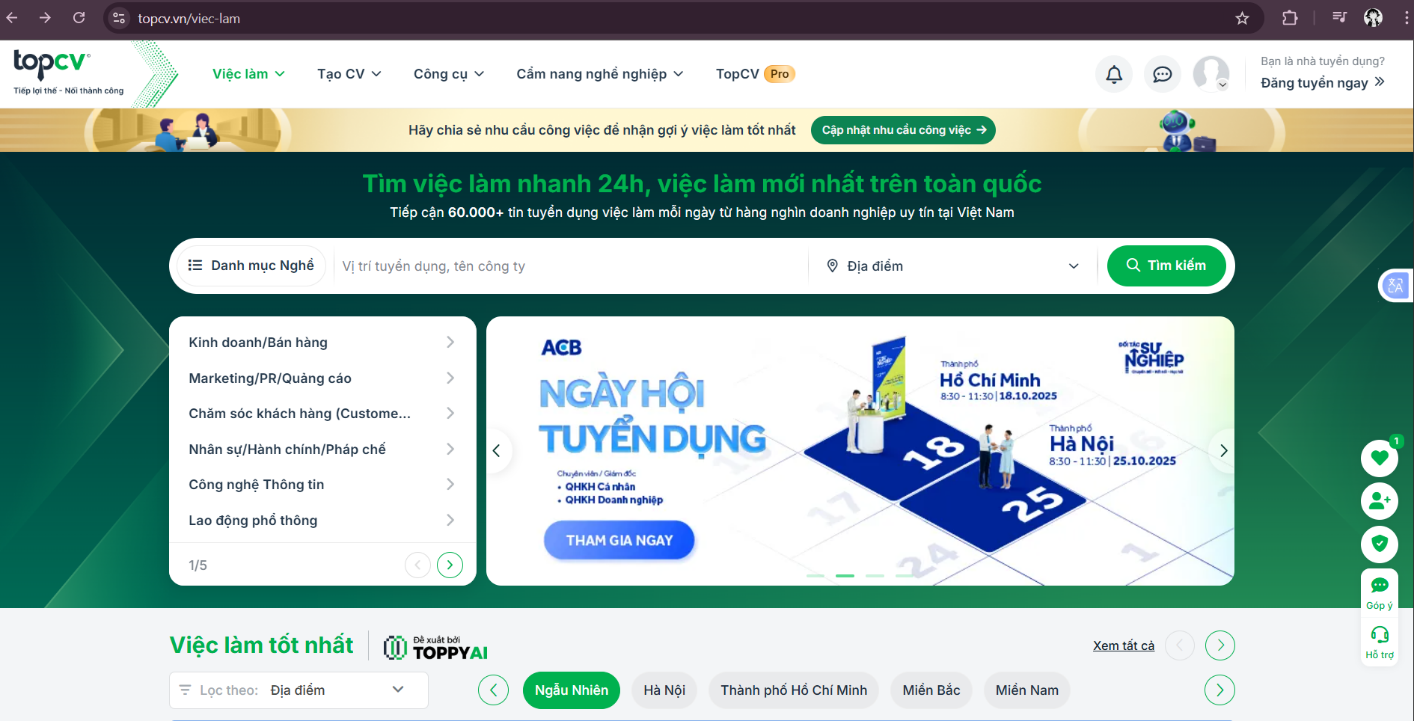 topcv.vn/viec-lam
topcv
Tiếp lợi thế - Nối thành công
Việc làm
Tạo CV
Công cụ
Cẩm nang nghề nghiệp
TopCV Pro
Bạn là nhà tuyển dụng?
Đăng tuyển ngay
Hãy chia sẻ nhu cầu công việc để nhận gợi ý việc làm tốt nhất
Cập nhật nhu cầu công việc
Tìm việc làm nhanh 24h, việc làm mới nhất trên toàn quốc
Tiếp cận 60.000+ tin tuyển dụng việc làm mỗi ngày từ hàng nghìn doanh nghiệp uy tín tại Việt Nam
Danh mục Nghề
Vị trí tuyển dụng, tên công ty
Địa điểm
Tìm kiếm
Kinh doanh/Bán hàng
Marketing/PR/Quảng cáo
Chăm sóc khách hàng (Custome...
Nhân sự/Hành chính/Pháp chế
Công nghệ Thông tin
Lao động phổ thông
1/5
ACB
NGÀY HỘI
TUYỂN DỤNG
Chuyên viên / Giám đốc
• QHKH Cá nhân
• QHKH Doanh nghiệp
THAM GIA NGAY
Thành phố
Hồ Chí Minh
8:30 - 11:30 | 18.10.2025
Thành phố
Hà Nội
8:30 - 11:30 | 25.10.2025
ĐỐI TÁC SỰ
NGHIỆP
16
18
17
25
24
1
1
Góp ý
Hỗ trợ
Việc làm tốt nhất
Đề xuất bởi
TOPPYAI
Xem tất cả
Lọc theo: Địa điểm
Ngẫu Nhiên
Hà Nội
Thành phố Hồ Chí Minh
Miền Bắc
Miền Nam